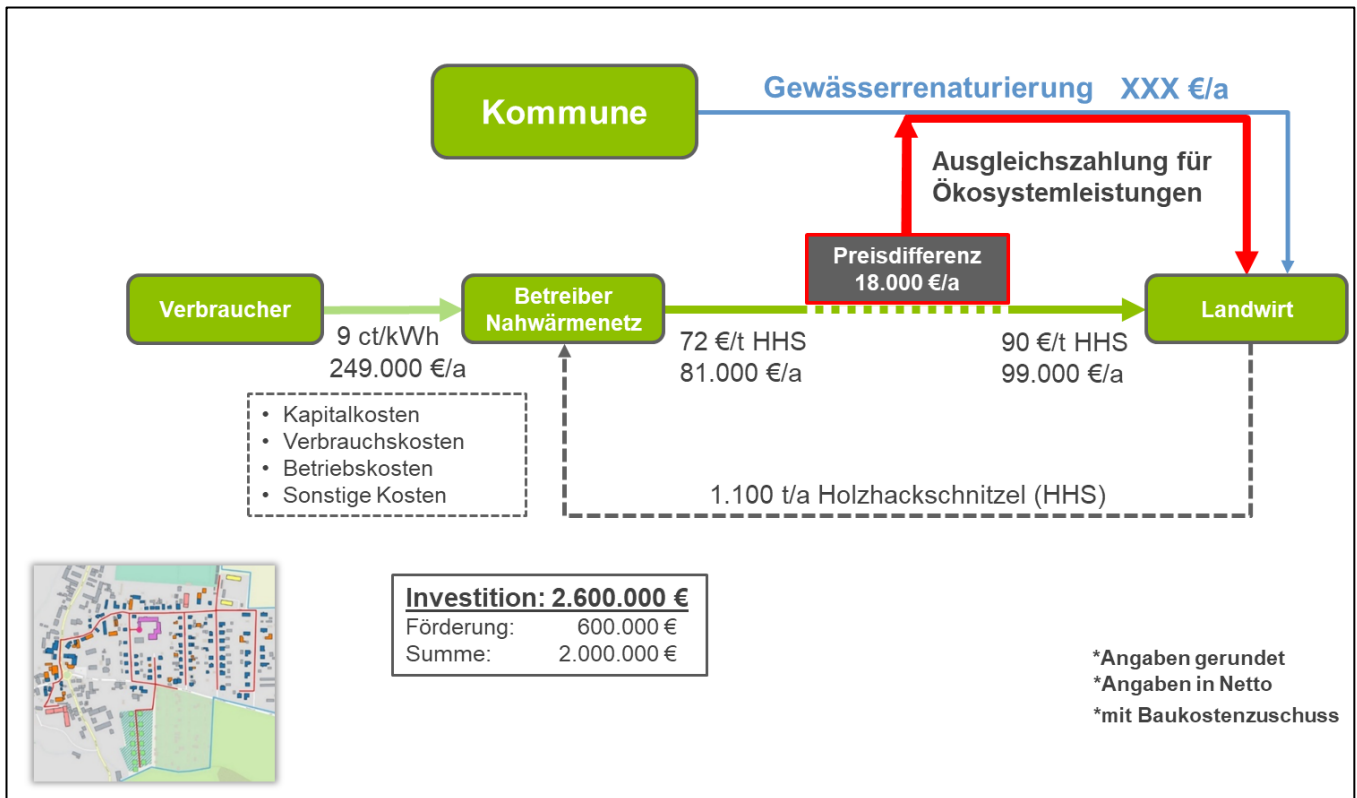 Kommune
Gewässerrenaturierung XXX €/a
Ausgleichszahlung für
Ökosystemleistungen
Preisdifferenz
18.000 €/a
Verbraucher
Betreiber
Nahwärmenetz
Landwirt
9 ct/kWh
249.000 €/a
72 €/t HHS
81.000 €/a
90 €/t HHS
99.000 €/a
• Kapitalkosten
• Verbrauchskosten
• Betriebskosten
• Sonstige Kosten
1.100 t/a Holzhackschnitzel (HHS)
Investition: 2.600.000 €
Förderung: 600.000 €
Summe: 2.000.000 €
*Angaben gerundet
*Angaben in Netto
*mit Baukostenzuschuss